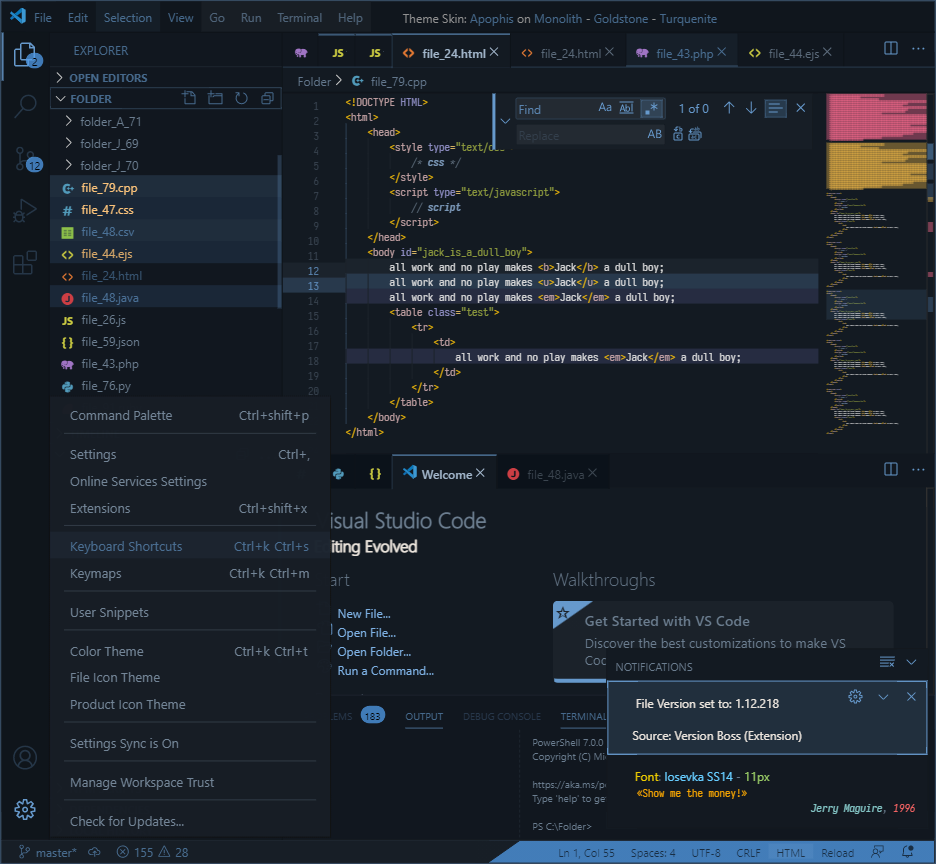 File Edit Selection View Go Run Terminal Help Theme Skin: Apophis on Monolith - Goldstone - Turquenite
2
EXPLORER
JS JS file_24.html file_24.html file_43.php file_44.ejs
OPEN EDITORS
Folder > file_79.cpp
FOLDER
folder_A_71
folder_J_69
folder_J_70
12
file_79.cpp
# file_47.css
file_48.csv
<> file_44.ejs
<> file_24.html
file_48.java
JS file_26.js
{} file_59.json
file_43.php
file_76.py
Find Aa Abl .* 1 of 0
Replace AB
1 <!DOCTYPE HTML>
2 <html>
3 <head>
4 <style type="text/css"
5 /* css */
6 </style>
7 <script type="text/javascript">
8 // script
9 </script>
10 </head>
11 <body id="jack_is_a_dull_boy">
12 all work and no play makes <b>Jack</b> a dull boy;
13 all work and no play makes <u>Jack</u> a dull boy;
14 all work and no play makes <em>Jack</em> a dull boy;
15 <table class="test">
16 <tr>
17 <td>
18 all work and no play makes <em>Jack</em> a dull boy;
19 </td>
20 </tr>
</table>
</body>
</html>
Command Palette Ctrl+shift+p
Settings Ctrl+,
Online Services Settings
Extensions Ctrl+shift+x
Keyboard Shortcuts Ctrl+k Ctrl+s
Keymaps Ctrl+k Ctrl+m
User Snippets
Color Theme Ctrl+k Ctrl+t
File Icon Theme
Product Icon Theme
Settings Sync is On
Manage Workspace Trust
Check for Updates...
{} Welcome file_48.java
isual Studio Code
iting Evolved
art
New File...
Open File...
Open Folder...
Run a Command...
Walkthroughs
Get Started with VS Code
Discover the best customizations to make VS
Coc
NOTIFICATIONS
File Version set to: 1.12.218
Source: Version Boss (Extension)
Font: Iosevka SS14 - 11px
«Show me the money!»
Jerry Maguire, 1996
LEMS 183 OUTPUT DEBUG CONSOLE TERMINAL
PowerShell 7.0.0
Copyright (C) Mi
https://aka.ms/p
Type 'help' to ge
PS C:\Folder>
master* 155 28 Ln 1, Col 55 Spaces: 4 UTF-8 CRLF HTML Reload